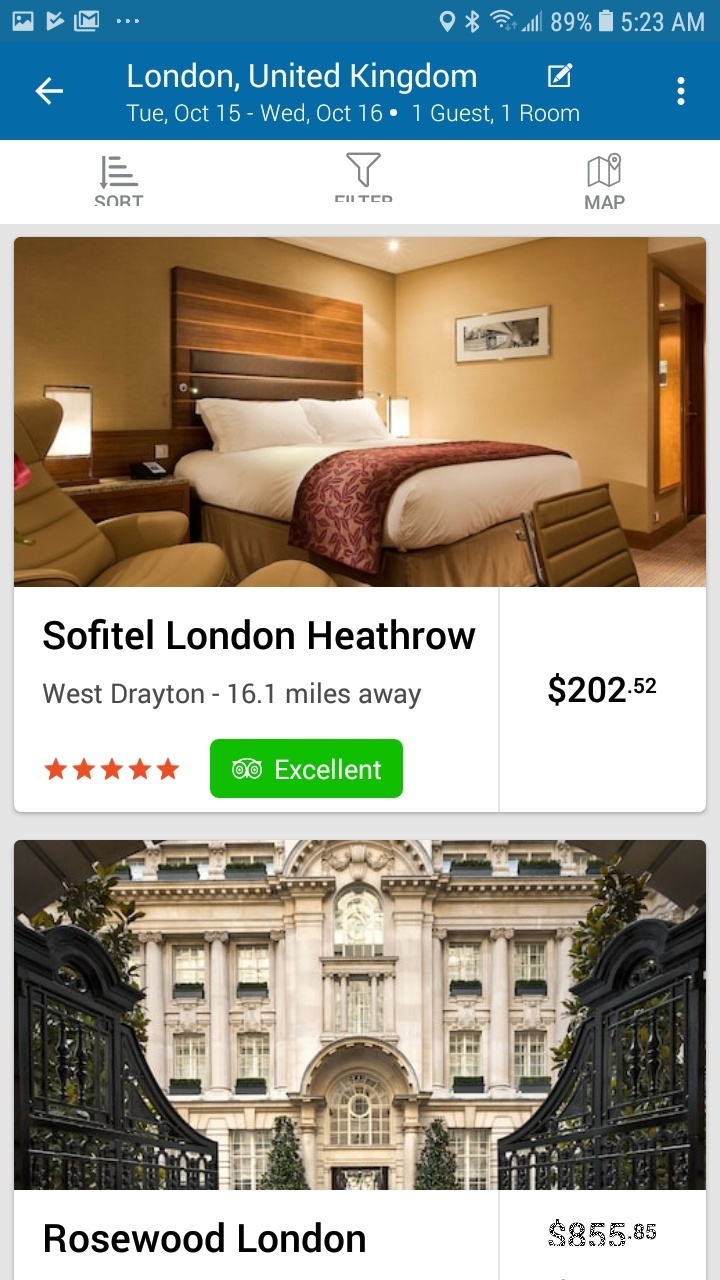 89% 5:23 AM
London, United Kingdom
Tue, Oct 15 - Wed, Oct 16 • 1 Guest, 1 Room
SORT FILTER MAP
Sofitel London Heathrow
West Drayton - 16.1 miles away
$202.52
Excellent
Rosewood London
$855.85